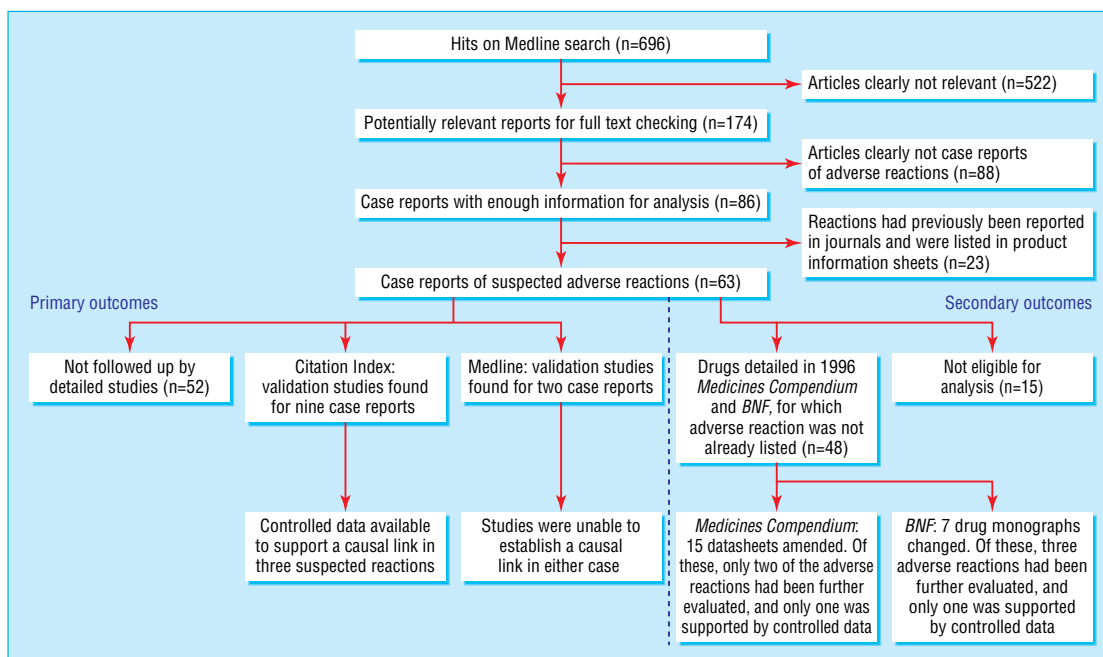 Hits on Medline search (n=696)
Articles clearly not relevant (n=522)
Potentially relevant reports for full text checking (n=174)
Articles clearly not case reports
of adverse reactions (n=88)
Case reports with enough information for analysis (n=86)
Reactions had previously been reported
in journals and were listed in product
information sheets (n=23)
Case reports of suspected adverse reactions (n=63)
Primary outcomes
Secondary outcomes
Not followed up by
detailed studies (n=52)
Citation Index:
validation studies found
for nine case reports
Medline: validation studies
found for two case reports
Drugs detailed in 1996
Medicines Compendium
and BNF, for which
adverse reaction was not
already listed (n=48)
Not eligible for
analysis (n=15)
Controlled data available
to support a causal link in
three suspected reactions
Studies were unable to
establish a causal
link in either case
Medicines Compendium:
15 datasheets amended. Of
these, only two of the adverse
reactions had been further
evaluated, and only one was
supported by controlled data
BNF: 7 drug monographs
changed. Of these, three
adverse reactions had been
further evaluated, and
only one was supported
by controlled data